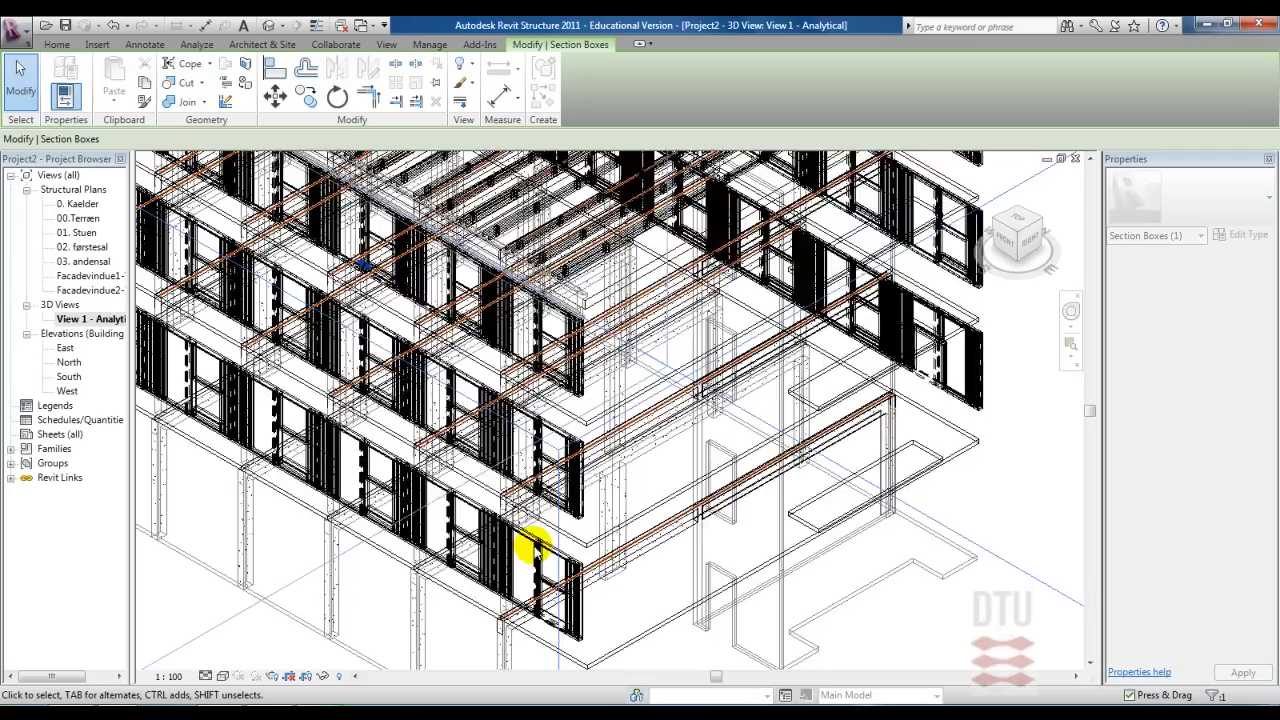 Autodesk Revit Structure 2011 - Educational Version - [Project2 - 3D View: View 1 - Analytical]
Type a keyword or phrase
Home Insert Annotate Analyze Architect & Site Collaborate View Manage Add-Ins Modify | Section Boxes
Modify
Paste
Cope
Cut
Join
Select Properties Clipboard Geometry Modify View Measure Create
Modify | Section Boxes
Project2 - Project Browser
Views (all)
Structural Plans
0. Kaelder
00.Terræn
01. Stuen
02. førstesal
03. andensal
Facadevindue1-
Facadevindue2-
3D Views
View 1 - Analyti
Elevations (Building
East
North
South
West
Legends
Schedules/Quantitie
Sheets (all)
Families
Groups
Revit Links
TOP
FRONT
RIGHT
Properties
Section Boxes (1)
Edit Type
DTU
Properties help
Apply
1 : 100
Click to select, TAB for alternates, CTRL adds, SHIFT unselects.
Main Model
Press & Drag
:1